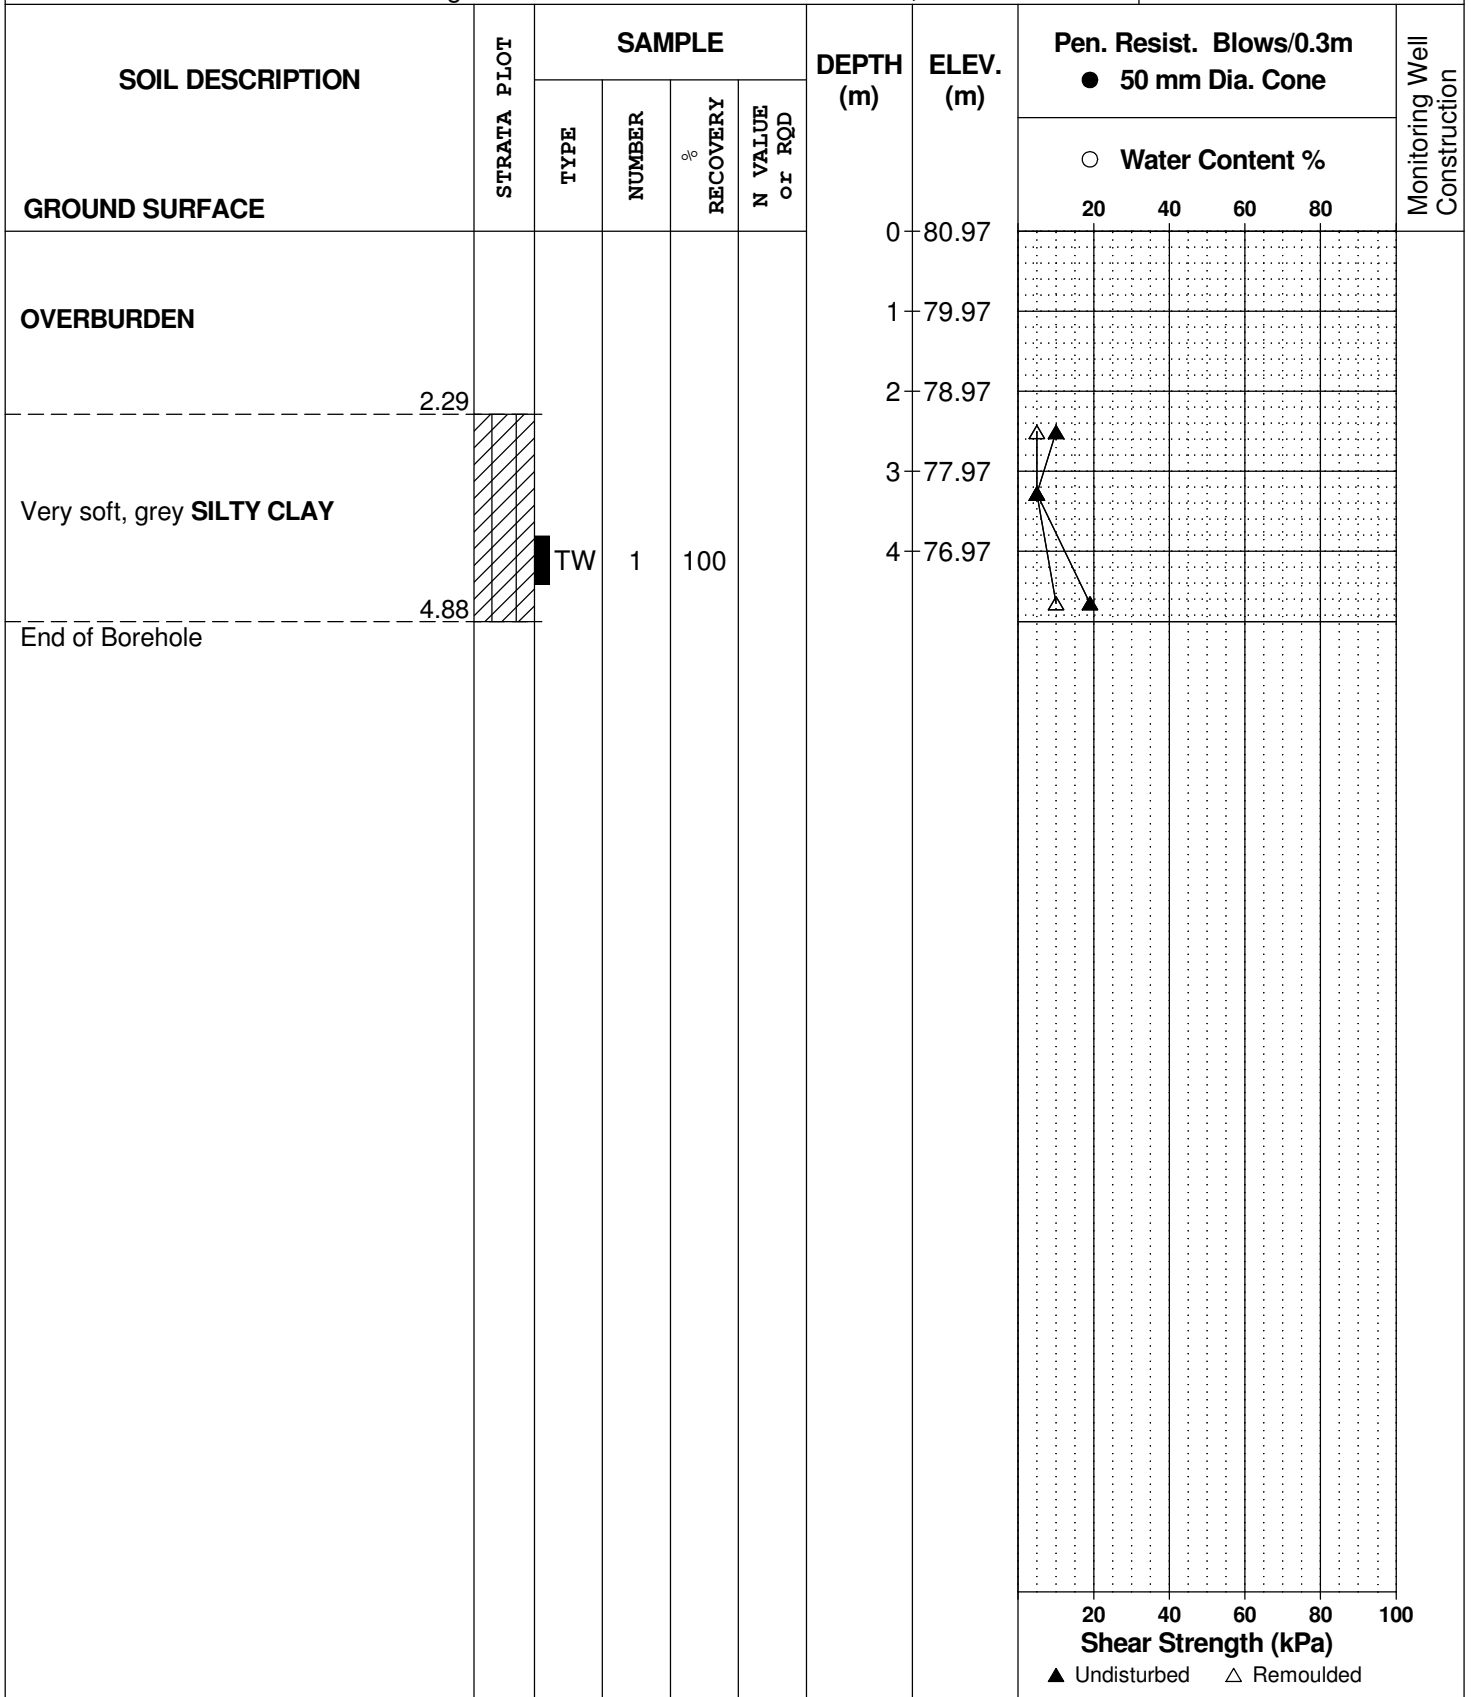 SOIL DESCRIPTION
GROUND SURFACE
STRATA PLOT
SAMPLE
TYPE
NUMBER
%
RECOVERY
N VALUE
or RQD
DEPTH
(m)
ELEV.
(m)
Pen. Resist. Blows/0.3m
● 50 mm Dia. Cone
○ Water Content %
20 40 60 80
Monitoring Well
Construction
0 80.97
OVERBURDEN
1 79.97
2 78.97
2.29
3 77.97
Very soft, grey SILTY CLAY
4 76.97
TW 1 100
4.88
End of Borehole
20 40 60 80 100
Shear Strength (kPa)
▲ Undisturbed △ Remoulded